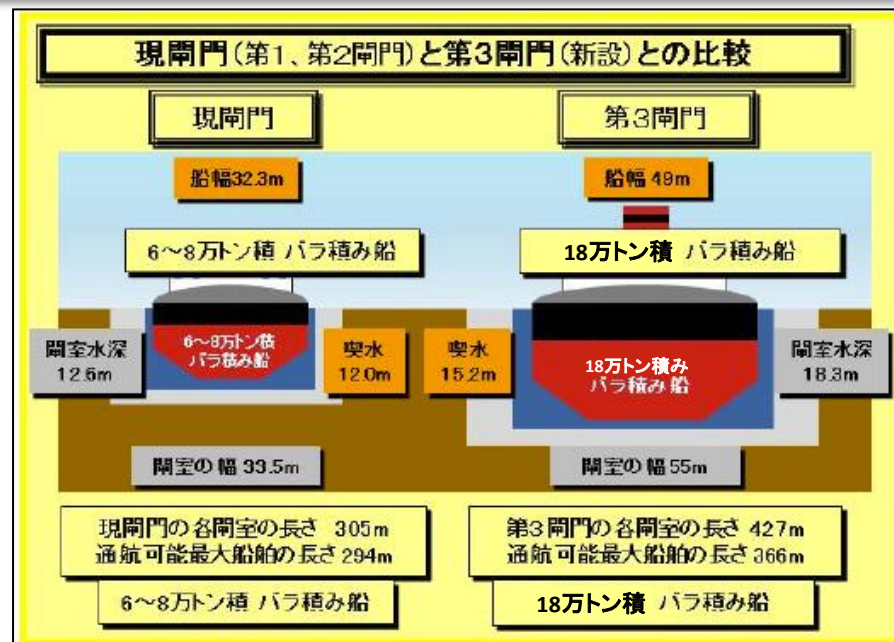 現閘門(第1、第2閘門)と第3閘門(新設)との比較
現閘門
第3閘門
船幅32.3m
船幅 49m
6～8万トン積 バラ積み船
18万トン積 バラ積み船
閘室水深
12.6m
6～8万トン積
バラ積み船
喫水
12.0m
喫水
15.2m
18万トン積み
バラ積み船
閘室水深
18.3m
閘室の幅 33.5m
閘室の幅 55m
現閘門の各閘室の長さ 305m
通航可能最大船舶の長さ 294m
第3閘門の各閘室の長さ 427m
通航可能最大船舶の長さ 366m
6～8万トン積 バラ積み船
18万トン積 バラ積み船